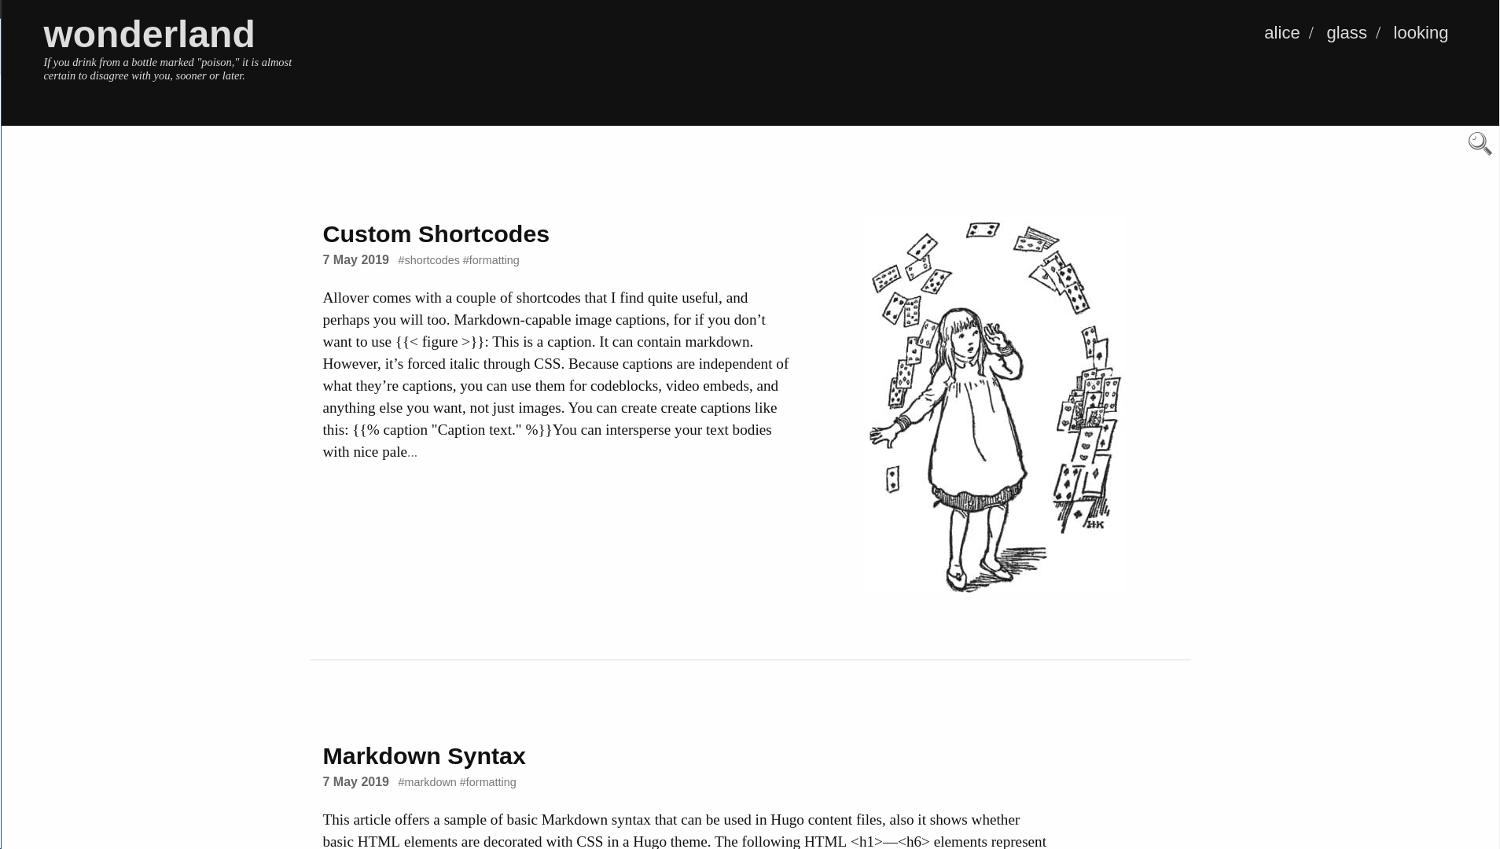 wonderland
If you drink from a bottle marked "poison," it is almost
certain to disagree with you, sooner or later.
alice / glass / looking
Custom Shortcodes
7 May 2019 #shortcodes #formatting
Allover comes with a couple of shortcodes that I find quite useful, and
perhaps you will too. Markdown-capable image captions, for if you don’t
want to use {{< figure >}}: This is a caption. It can contain markdown.
However, it’s forced italic through CSS. Because captions are independent of
what they’re captions, you can use them for codeblocks, video embeds, and
anything else you want, not just images. You can create create captions like
this: {{% caption "Caption text." %}}You can intersperse your text bodies
with nice pale...
HK
Markdown Syntax
7 May 2019 #markdown #formatting
This article offers a sample of basic Markdown syntax that can be used in Hugo content files, also it shows whether
basic HTML elements are decorated with CSS in a Hugo theme. The following HTML <h1>—<h6> elements represent